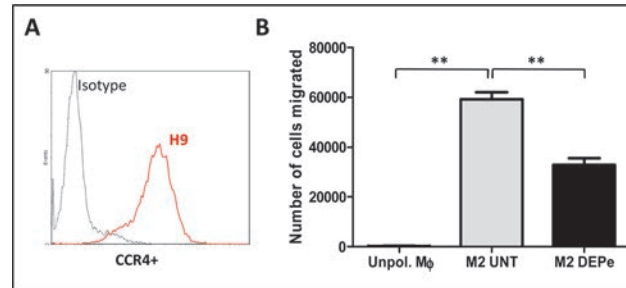 A
B
Isotype
H9
CCR4+
Number of cells migrated
80000
60000
40000
20000
0
**
**
Unpol. Mϕ
M2 UNT
M2 DEPe